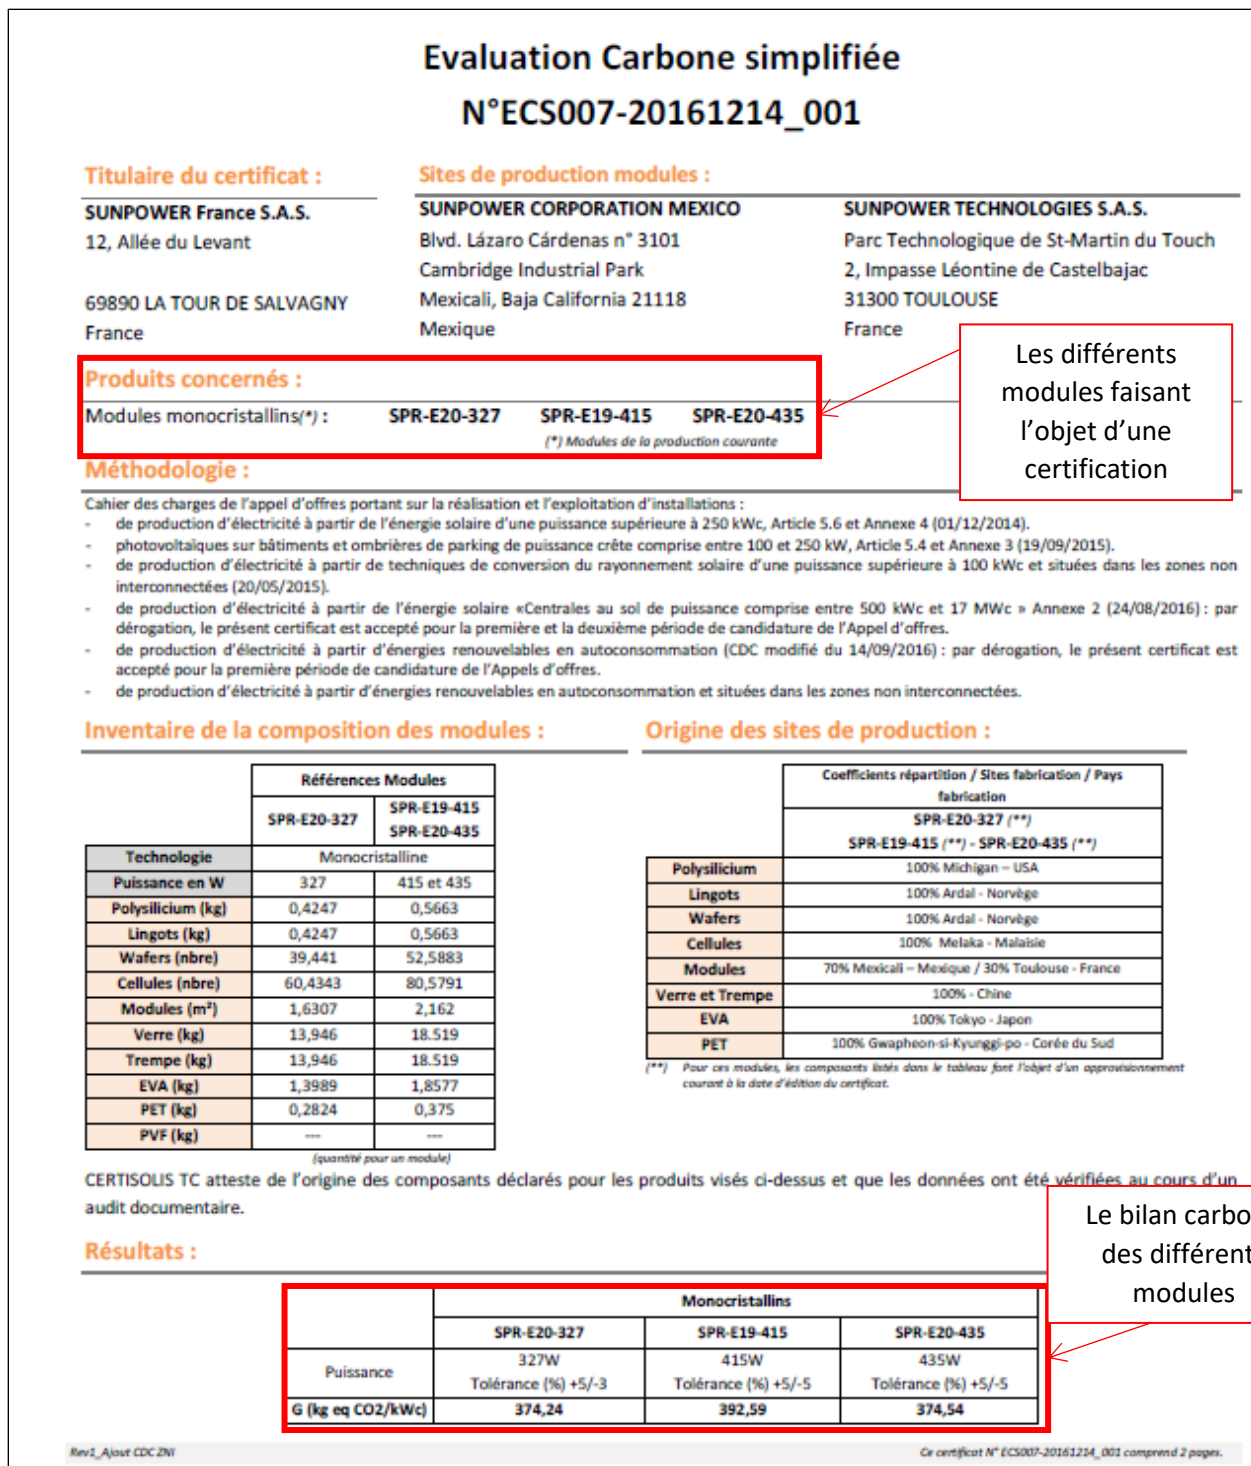 Evaluation Carbone simplifiée
N°ECS007-20161214_001
Titulaire du certificat :
SUNPOWER France S.A.S.
12, Allée du Levant
69890 LA TOUR DE SALVAGNY
France
Sites de production modules :
SUNPOWER CORPORATION MEXICO
Blvd. Lázaro Cárdenas n° 3101
Cambridge Industrial Park
Mexicali, Baja California 21118
Mexique
SUNPOWER TECHNOLOGIES S.A.S.
Parc Technologique de St-Martin du Touch
2, Impasse Léontine de Castelbajac
31300 TOULOUSE
France
Les différents
modules faisant
l'objet d'une
certification
Produits concernés :
Modules monocristallins(*) : SPR-E20-327 SPR-E19-415 SPR-E20-435
(*) Modules de la production courante
Méthodologie :
Cahier des charges de l'appel d'offres portant sur la réalisation et l'exploitation d'installations :
- de production d'électricité à partir de l'énergie solaire d'une puissance supérieure à 250 kWc, Article 5.6 et Annexe 4 (01/12/2014).
- photovoltaïques sur bâtiments et ombrières de parking de puissance crête comprise entre 100 et 250 kW, Article 5.4 et Annexe 3 (19/09/2015).
- de production d'électricité à partir de techniques de conversion du rayonnement solaire d'une puissance supérieure à 100 kWc et situées dans les zones non
interconnectées (20/05/2015).
- de production d'électricité à partir de l'énergie solaire «Centrales au sol de puissance comprise entre 500 kWc et 17 MWc » Annexe 2 (24/08/2016) : par
dérogation, le présent certificat est accepté pour la première et la deuxième période de candidature de l'Appel d'offres.
- de production d'électricité à partir d'énergies renouvelables en autoconsommation (CDC modifié du 14/09/2016) : par dérogation, le présent certificat est
accepté pour la première période de candidature de l'Appels d'offres.
- de production d'électricité à partir d'énergies renouvelables en autoconsommation et situées dans les zones non interconnectées.
Inventaire de la composition des modules :
Références Modules
SPR-E20-327 SPR-E19-415
SPR-E20-435
Technologie Monocristalline
Puissance en W 327 415 et 435
Polysilicium (kg) 0,4247 0,5663
Lingots (kg) 0,4247 0,5663
Wafers (nbre) 39,441 52,5883
Cellules (nbre) 60,4343 80,5791
Modules (m²) 1,6307 2,162
Verre (kg) 13,946 18.519
Trempe (kg) 13,946 18.519
EVA (kg) 1,3989 1,8577
PET (kg) 0,2824 0,375
PVF (kg) --- ---
(quantité pour un module)
Origine des sites de production :
Coefficients répartition / Sites fabrication / Pays
fabrication
SPR-E20-327 (**)
SPR-E19-415 (**) - SPR-E20-435 (**)
Polysilicium 100% Michigan – USA
Lingots 100% Ardal - Norvège
Wafers 100% Ardal - Norvège
Cellules 100% Melaka - Malaisie
Modules 70% Mexicali – Mexique / 30% Toulouse - France
Verre et Trempe 100% - Chine
EVA 100% Tokyo - Japon
PET 100% Gwapheon-si-Kyunggi-po - Corée du Sud
(**) Pour ces modules, les composants listés dans le tableau font l'objet d'un approvisionnement
courant à la date d'édition du certificat.
CERTISOLIS TC atteste de l'origine des composants déclarés pour les produits visés ci-dessus et que les données ont été vérifiées au cours d'un
audit documentaire.
Le bilan carbo
des différent
modules
Résultats :
Monocristallins
SPR-E20-327 SPR-E19-415 SPR-E20-435
Puissance 327W 415W 435W
Tolérance (%) +5/-3 Tolérance (%) +5/-5 Tolérance (%) +5/-5
G (kg eq CO2/kWc) 374,24 392,59 374,54
Rev1_Ajout CDC ZNI Ce certificat N° ECS007-20161214_001 comprend 2 pages.